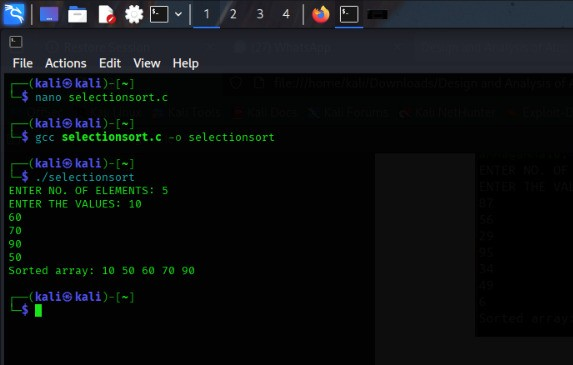 1 2 3 4
File Actions Edit View Help
┌──(kali㉿kali)-[~]
└─$ nano selectionsort.c
┌──(kali㉿kali)-[~]
└─$ gcc selectionsort.c -o selectionsort
┌──(kali㉿kali)-[~]
└─$ ./selectionsort
ENTER NO. OF ELEMENTS: 5
ENTER THE VALUES: 10
60
70
90
50
Sorted array: 10 50 60 70 90
┌──(kali㉿kali)-[~]
└─$